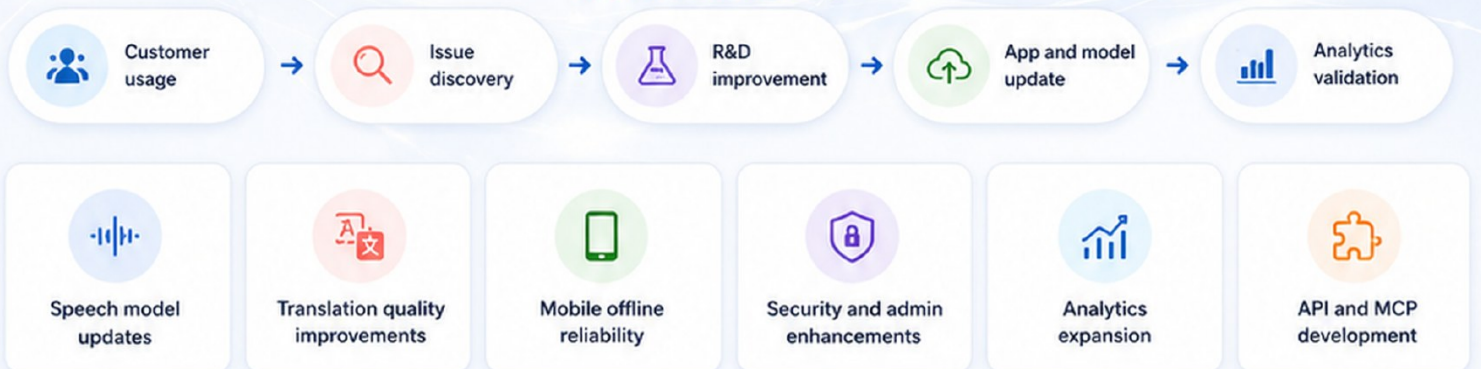 Customer
usage
Issue
discovery
R&D
improvement
App and model
update
Analytics
validation
Speech model
updates
Translation quality
improvements
Mobile offline
reliability
Security and admin
enhancements
Analytics
expansion
API and MCP
development